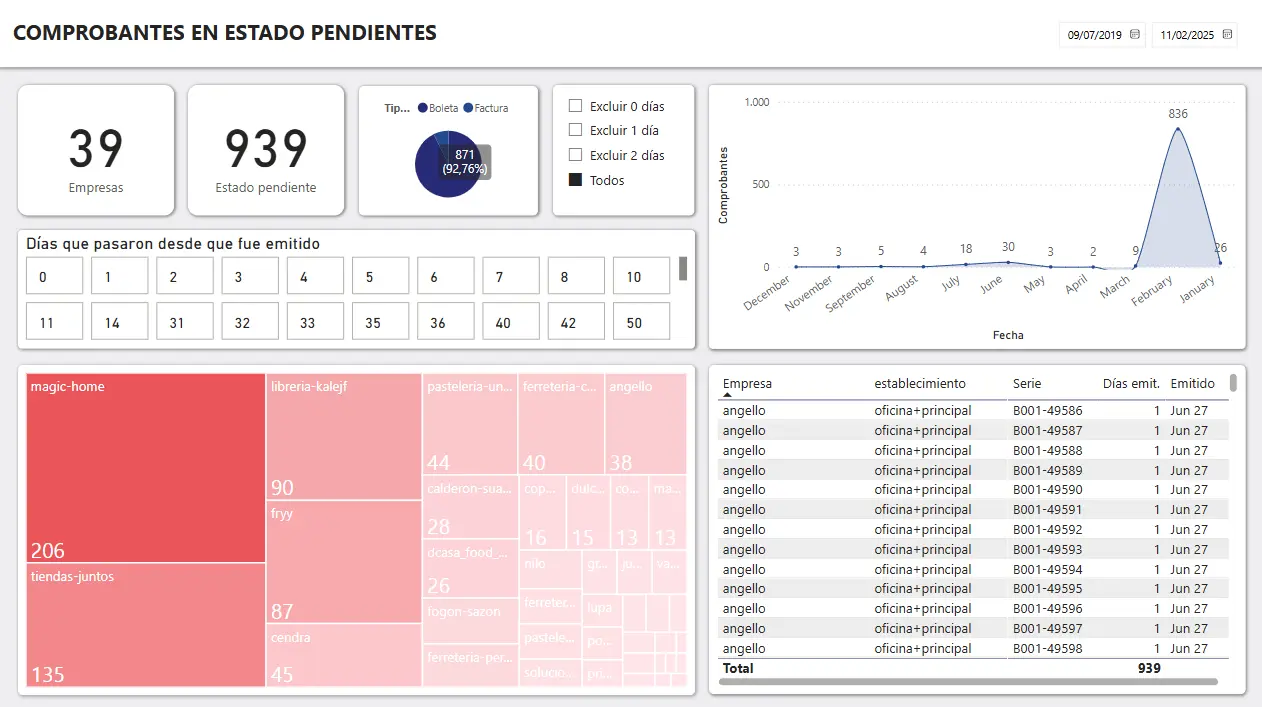 COMPROBANTES EN ESTADO PENDIENTES
09/07/2019
11/02/2025
39
Empresas
939
Estado pendiente
Tip... Boleta Factura
871
(92,76%)
Excluir 0 días
Excluir 1 día
Excluir 2 días
Todos
Días que pasaron desde que fue emitido
0 1 2 3 4 5 6 7 8 10
11 14 31 32 33 35 36 40 42 50
Comprobantes
1.000
500
0
3 3 5 4 18 30 3 2 9 836 26
December November September August July June May April March February January
Fecha
magic-home
206
tiendas-juntos
135
libreria-kalejf
90
fryy
87
cendra
45
pasteleria-un...
44
ferreteria-c...
40
angello
38
calderon-sua...
28
dcasa_food_...
26
fogon-sazon
ferreteria-per...
cop...
16
dulc...
15
co...
13
ma...
13
mlo
gt...
jo...
va...
ferretec...
lupa
pastele...
po...
solucio...
pri...
Empresa establecimiento Serie Días emit. Emitido
angello oficina+principal B001-49586 1 Jun 27
angello oficina+principal B001-49587 1 Jun 27
angello oficina+principal B001-49588 1 Jun 27
angello oficina+principal B001-49589 1 Jun 27
angello oficina+principal B001-49590 1 Jun 27
angello oficina+principal B001-49591 1 Jun 27
angello oficina+principal B001-49592 1 Jun 27
angello oficina+principal B001-49593 1 Jun 27
angello oficina+principal B001-49594 1 Jun 27
angello oficina+principal B001-49595 1 Jun 27
angello oficina+principal B001-49596 1 Jun 27
angello oficina+principal B001-49597 1 Jun 27
angello oficina+principal B001-49598 1 Jun 27
Total 939